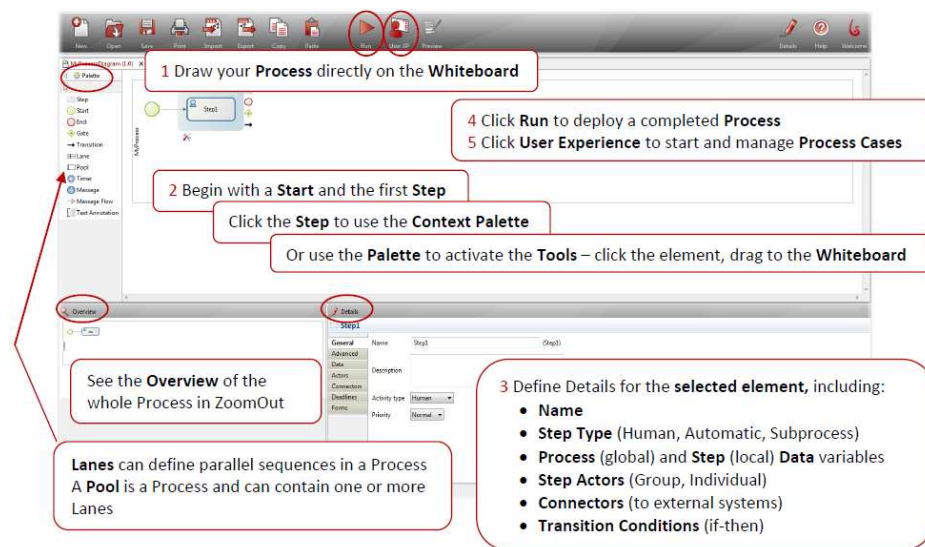 New Open Save Print Import Export Copy Paste Run User XP Preview Details Help Welcome
MyProcessDiagram (1.0)
Palette
Step
Start
End
Gate
Transition
Lane
Pool
Timer
Message
Message Flow
Text Annotation
MyProcess
Step1
1 Draw your Process directly on the Whiteboard
4 Click Run to deploy a completed Process
5 Click User Experience to start and manage Process Cases
2 Begin with a Start and the first Step
Click the Step to use the Context Palette
Or use the Palette to activate the Tools – click the element, drag to the Whiteboard
Overview
See the Overview of the
whole Process in ZoomOut
Lanes can define parallel sequences in a Process
A Pool is a Process and can contain one or more
Lanes
Details
Step1
General
Advanced
Data
Actors
Connectors
Deadlines
Forms
Name Step1 (Step1)
Description
Activity type Human
Priority Normal
3 Define Details for the selected element, including:
• Name
• Step Type (Human, Automatic, Subprocess)
• Process (global) and Step (local) Data variables
• Step Actors (Group, Individual)
• Connectors (to external systems)
• Transition Conditions (if-then)